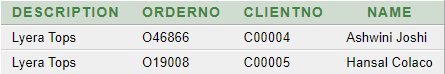 DESCRIPTION ORDERNO CLIENTNO NAME
Lyera Tops O46866 C00004 Ashwini Joshi
Lyera Tops O19008 C00005 Hansal Colaco